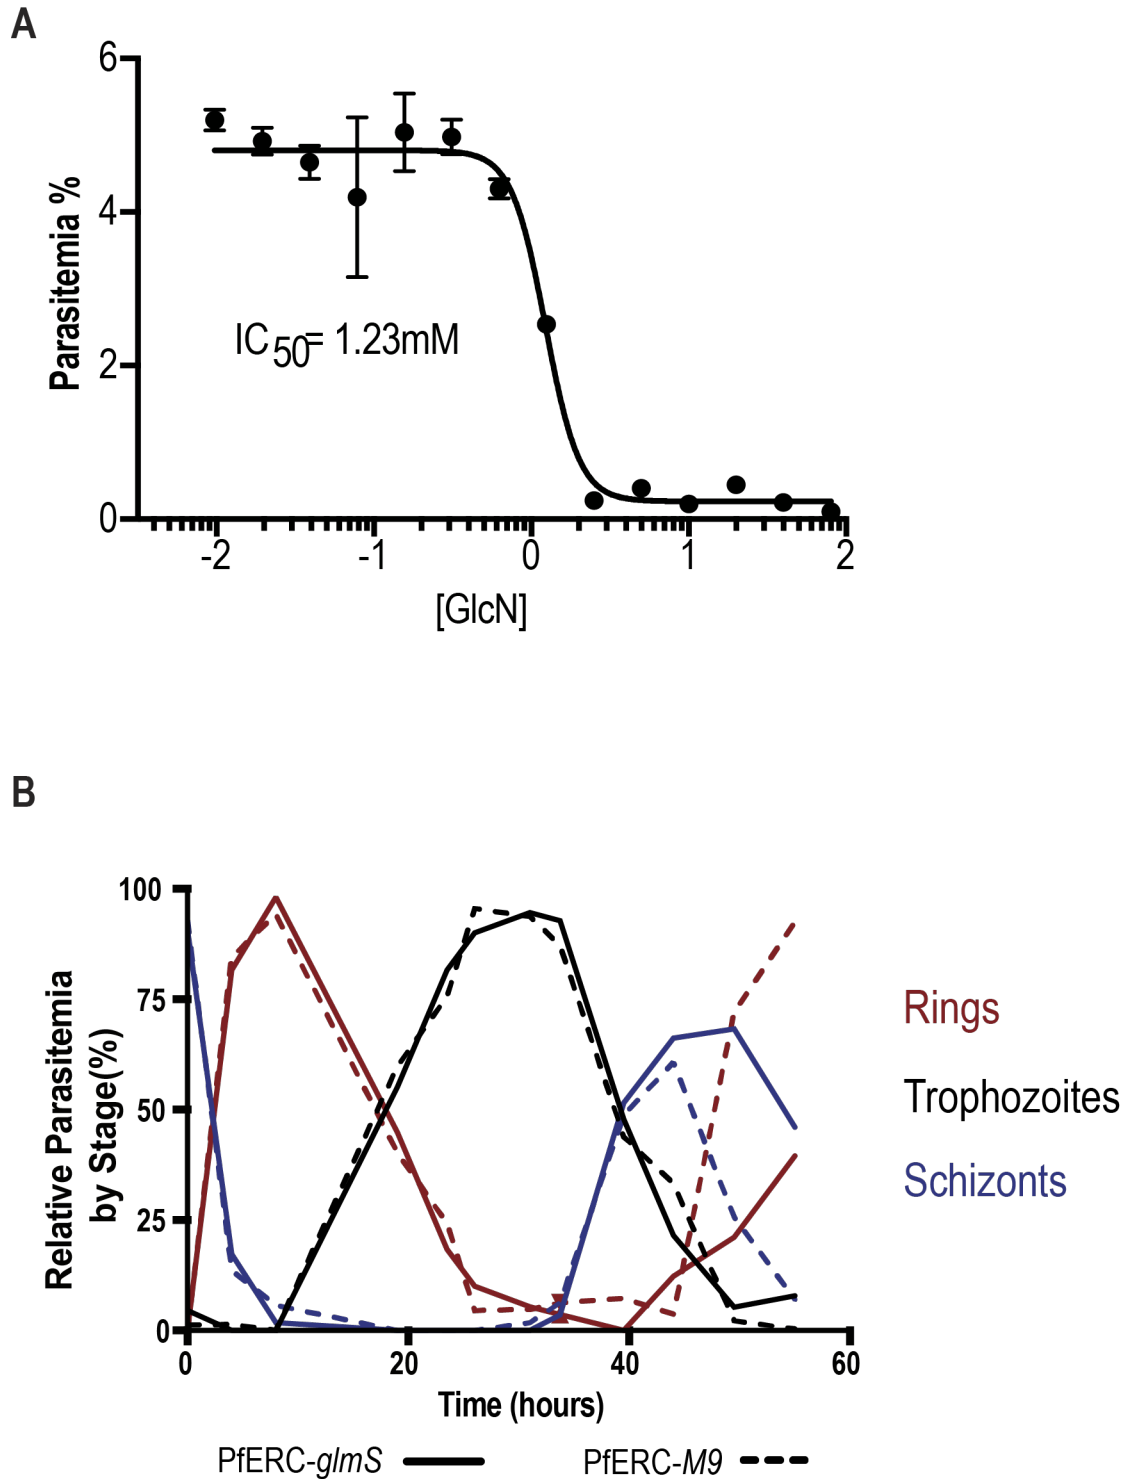 A
6
4
2
0
Parasitemia %
IC50= 1.23mM
-2 -1 0 1 2
[GlcN]
B
100
75
50
25
0
Relative Parasitemia
by Stage(%)
Rings
Trophozoites
Schizonts
0 20 40 60
Time (hours)
PfERC-glmS PfERC-M9